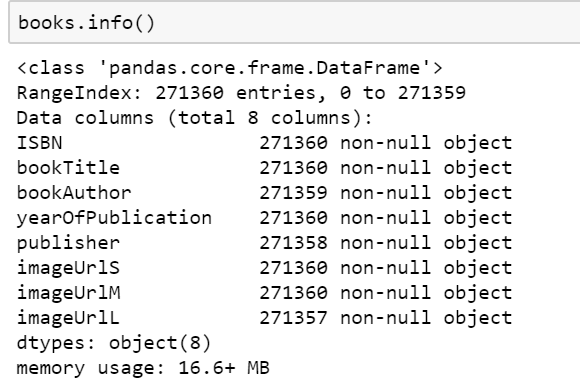 books.info()
<class 'pandas.core.frame.DataFrame'>
RangeIndex: 271360 entries, 0 to 271359
Data columns (total 8 columns):
ISBN                 271360 non-null object
bookTitle            271360 non-null object
bookAuthor           271359 non-null object
yearOfPublication    271360 non-null object
publisher            271358 non-null object
imageUrlS            271360 non-null object
imageUrlM            271360 non-null object
imageUrlL            271357 non-null object
dtypes: object(8)
memory usage: 16.6+ MB